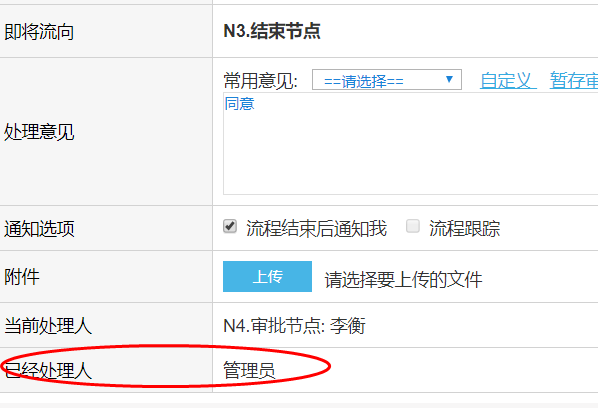 即将流向 N3.结束节点
常用意见: ==请选择== 自定义 暂存审
处理意见 同意
通知选项 流程结束后通知我 流程跟踪
附件 上传 请选择要上传的文件
当前处理人 N4.审批节点: 李衡
已经处理人 管理员